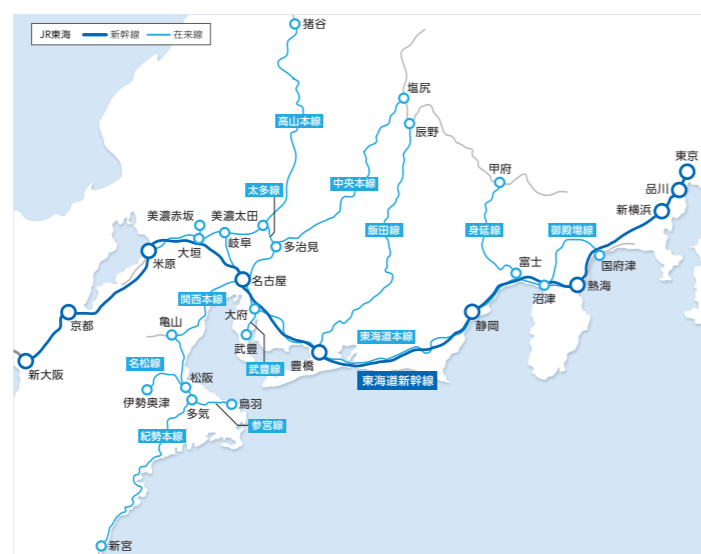 JR東海 新幹線 在来線
猪谷
塩尻
高山本線
辰野
東京
甲府
品川
太多線
中央本線
新横浜
美濃赤坂
美濃太田
飯田線
身延線
御殿場線
大垣
岐阜
多治見
米原
富士
国府津
名古屋
熱海
関西本線
沼津
大府
京都
亀山
静岡
武豊
東海道本線
新大阪
名松線
武豊線
豊橋
松阪
東海道新幹線
伊勢奥津
鳥羽
多気
参宮線
紀勢本線
新宮